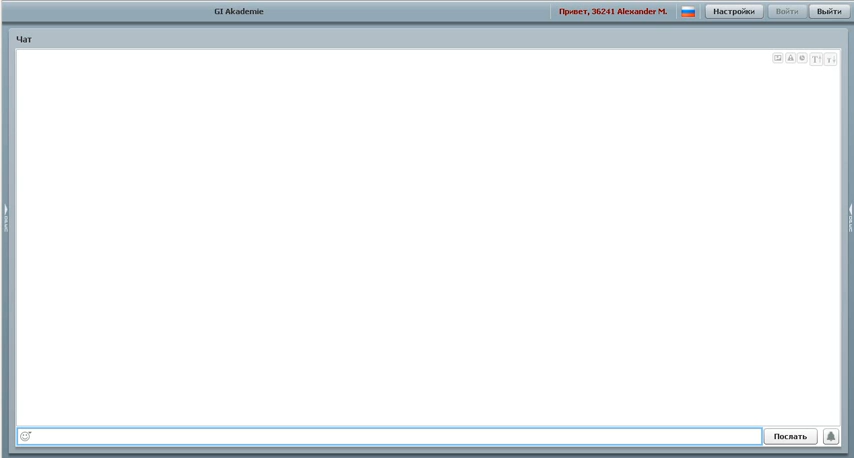 GI Akademie
Привет, 36241 Alexander M.
Настройки
Войти
Выйти
Чат
Послать